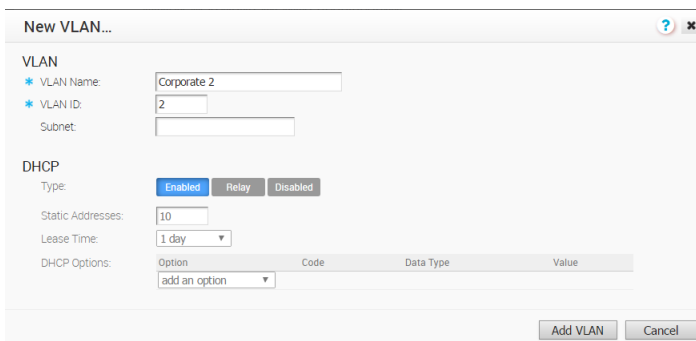 New VLAN...
? ✖
VLAN
* VLAN Name: Corporate 2
* VLAN ID: 2
Subnet:
DHCP
Type: Enabled Relay Disabled
Static Addresses: 10
Lease Time: 1 day ▼
DHCP Options: Option Code Data Type Value
add an option ▼
Add VLAN Cancel